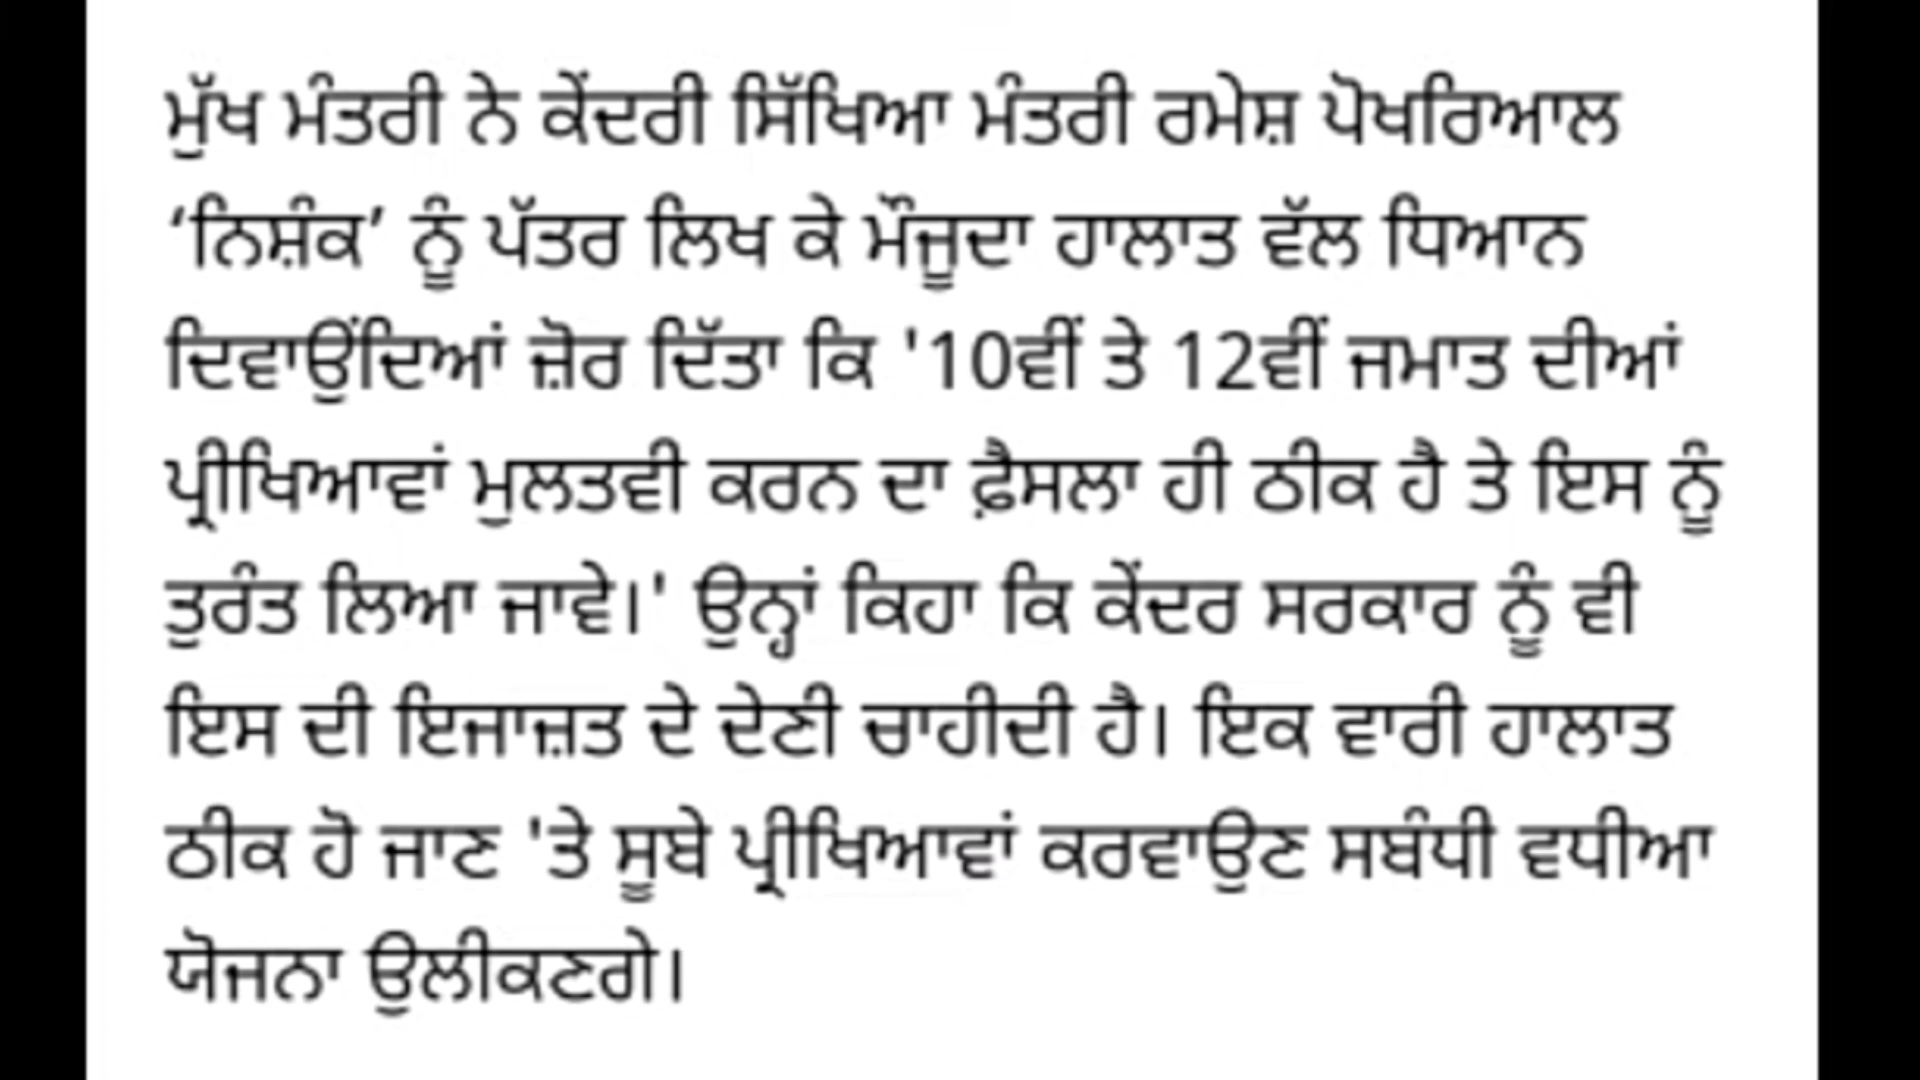 ਮੁੱਖ ਮੰਤਰੀ ਨੇ ਕੇਂਦਰੀ ਸਿੱਖਿਆ ਮੰਤਰੀ ਰਮੇਸ਼ ਪੋਖਰਿਆਲ
‘ਨਿਸ਼ੰਕ’ ਨੂੰ ਪੱਤਰ ਲਿਖ ਕੇ ਮੌਜੂਦਾ ਹਾਲਾਤ ਵੱਲ ਧਿਆਨ
ਦਿਵਾਉਂਦਿਆਂ ਜ਼ੋਰ ਦਿੱਤਾ ਕਿ '10ਵੀਂ ਤੇ 12ਵੀਂ ਜਮਾਤ ਦੀਆਂ
ਪ੍ਰੀਖਿਆਵਾਂ ਮੁਲਤਵੀ ਕਰਨ ਦਾ ਫ਼ੈਸਲਾ ਹੀ ਠੀਕ ਹੈ ਤੇ ਇਸ ਨੂੰ
ਤੁਰੰਤ ਲਿਆ ਜਾਵੇ।' ਉਨ੍ਹਾਂ ਕਿਹਾ ਕਿ ਕੇਂਦਰ ਸਰਕਾਰ ਨੂੰ ਵੀ
ਇਸ ਦੀ ਇਜਾਜ਼ਤ ਦੇ ਦੇਣੀ ਚਾਹੀਦੀ ਹੈ। ਇਕ ਵਾਰੀ ਹਾਲਾਤ
ਠੀਕ ਹੋ ਜਾਣ 'ਤੇ ਸੂਬੇ ਪ੍ਰੀਖਿਆਵਾਂ ਕਰਵਾਉਣ ਸਬੰਧੀ ਵਧੀਆ
ਯੋਜਨਾ ਉਲੀਕਣਗੇ।